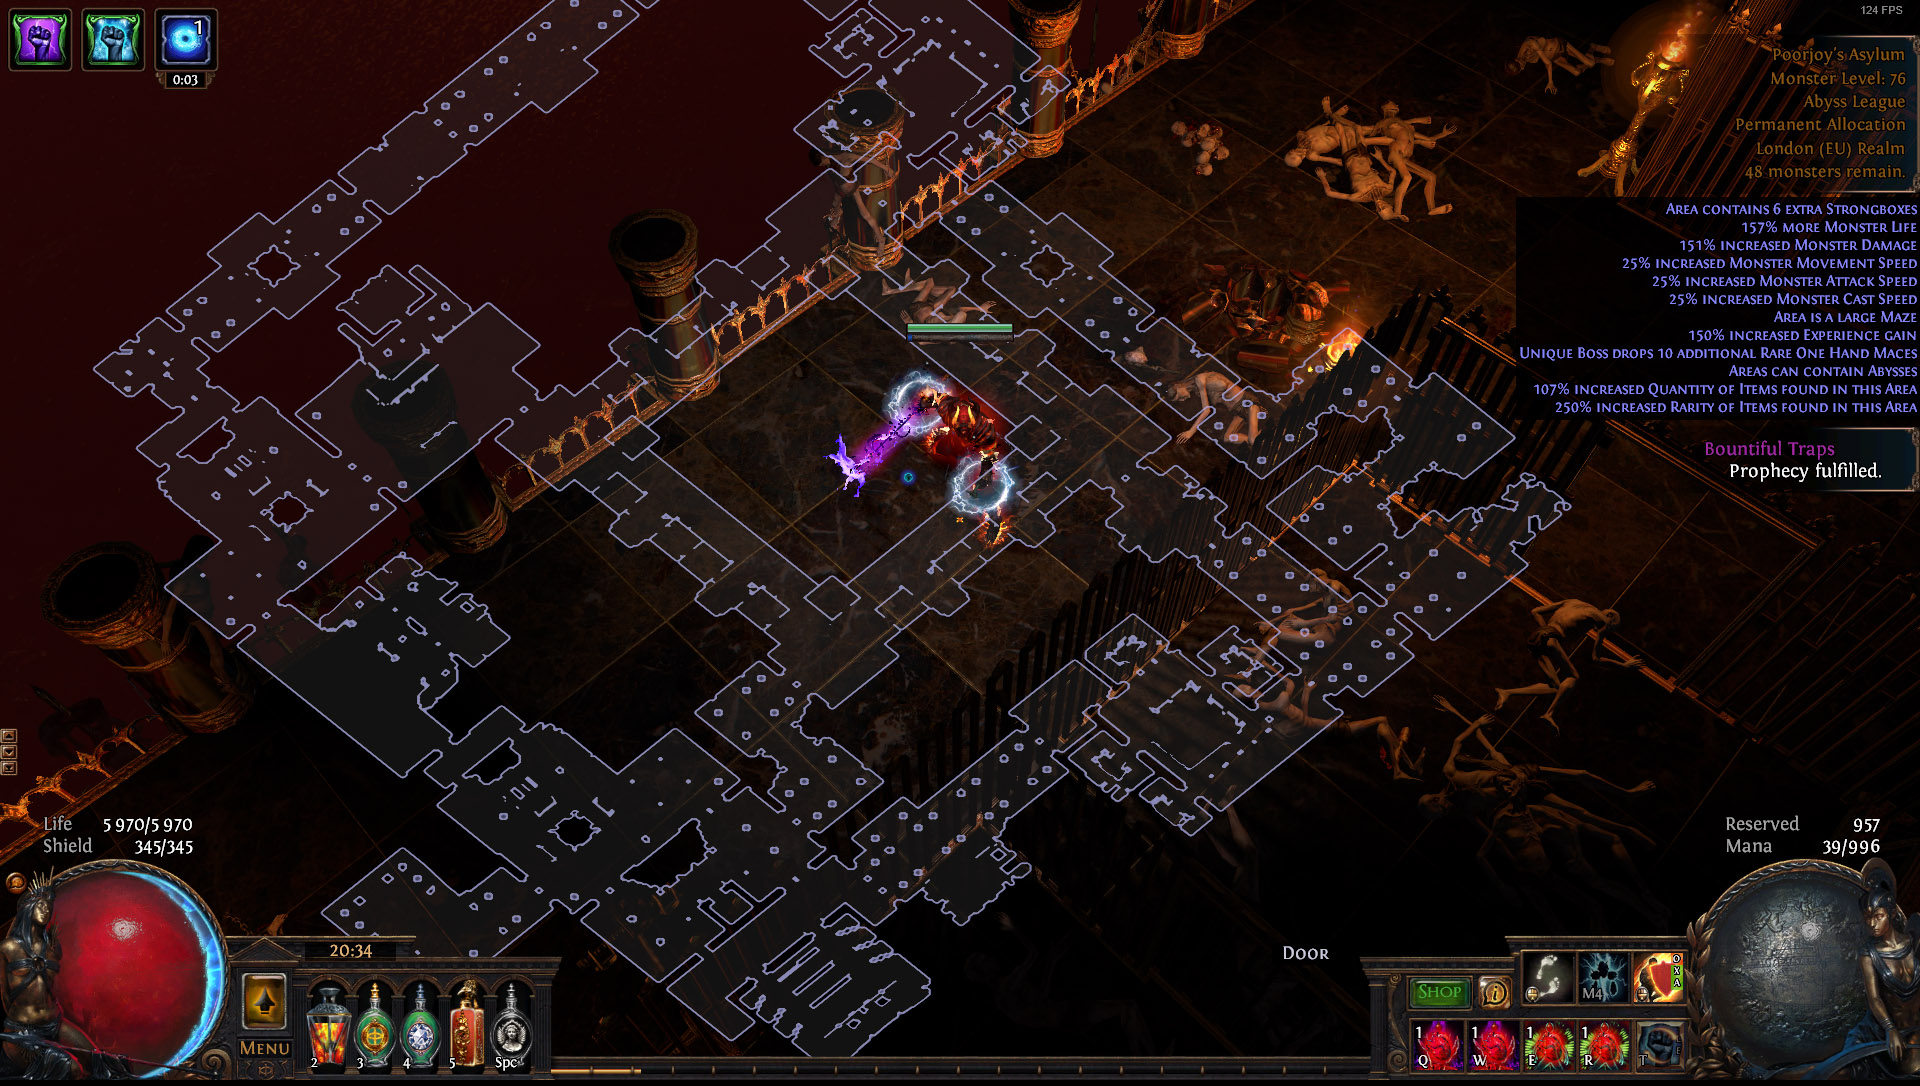 124 FPS
1
0:03
Poorjoy's Asylum
Monster Level: 76
Abyss League
Permanent Allocation
London (EU) Realm
48 monsters remain.
Area contains 6 extra Strongboxes
157% more Monster Life
151% increased Monster Damage
25% increased Monster Movement Speed
25% increased Monster Attack Speed
25% increased Monster Cast Speed
Area is a large Maze
150% increased Experience gain
Unique Boss drops 10 additional Rare One Hand Maces
Areas can contain Abysses
107% increased Quantity of Items found in this Area
250% increased Rarity of Items found in this Area
Bountiful Traps
Prophecy fulfilled.
Life 5 970/5 970
Shield 345/345
Reserved 957
Mana 39/996
20:34
Menu
2 3 4 5 Spc
Door
Shop
M4
O
X
A
1 1 1 1
Q W E R T